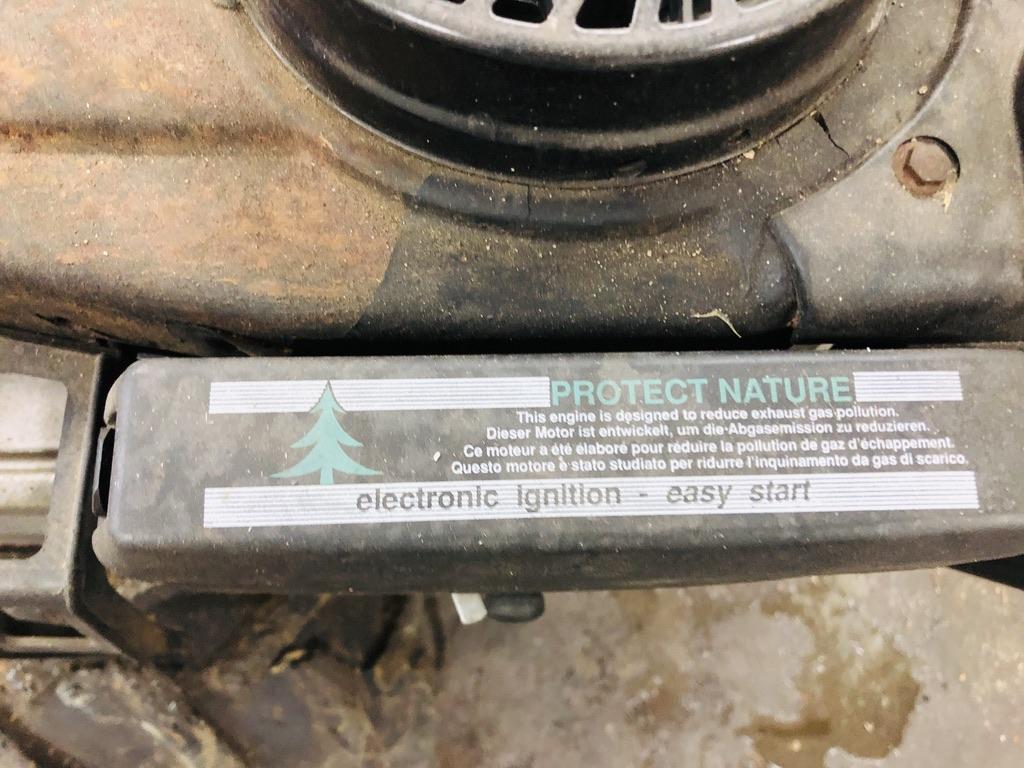 PROTECT NATURE
This engine is designed to reduce exhaust gas pollution.
Dieser Motor ist entwickelt, um die Abgasemission zu reduzieren.
Ce moteur a été élaboré pour réduire la pollution de gaz d'échappement.
Questo motore è stato studiato per ridurre l'inquinamento da gas di scarico.
electronic ignition - easy start